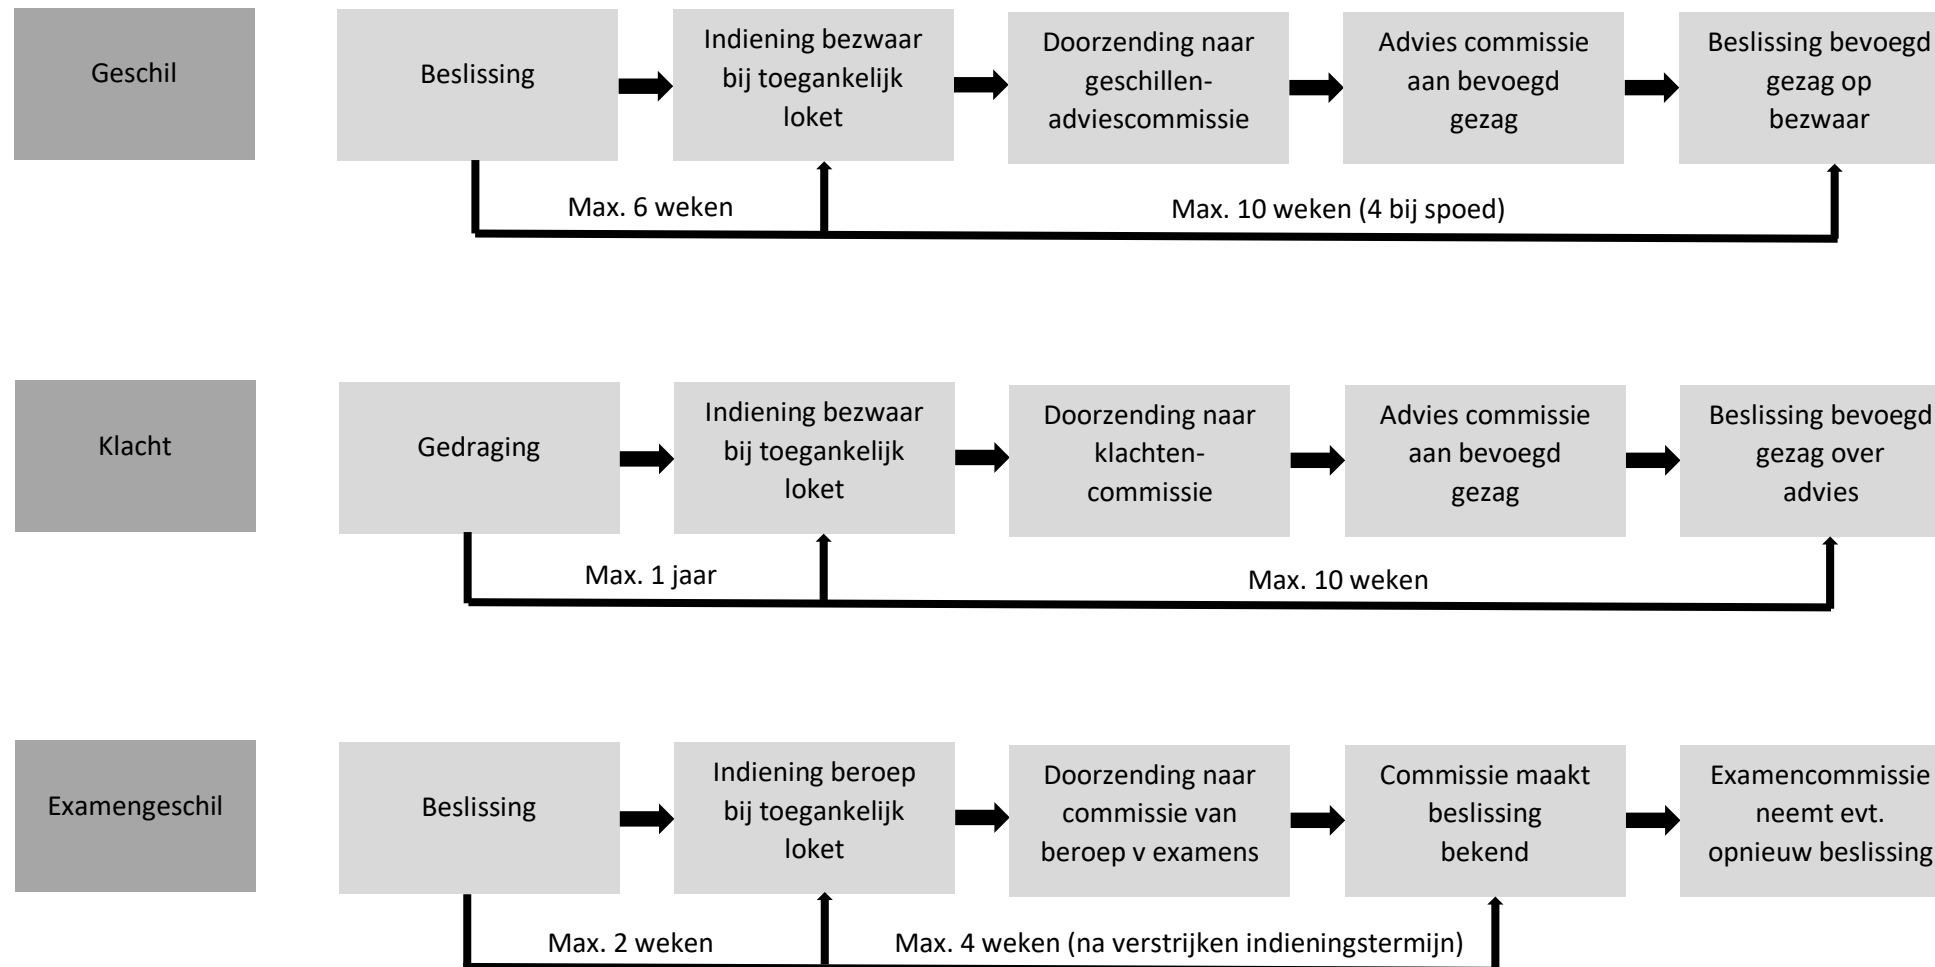 Geschil
Beslissing
Indiening bezwaar
bij toegankelijk
loket
Doorzending naar
geschillen-
adviescommissie
Advies commissie
aan bevoegd
gezag
Beslissing bevoegd
gezag op
bezwaar
Max. 6 weken
Max. 10 weken (4 bij spoed)
Klacht
Gedraging
Indiening bezwaar
bij toegankelijk
loket
Doorzending naar
klachten-
commissie
Advies commissie
aan bevoegd
gezag
Beslissing bevoegd
gezag over
advies
Max. 1 jaar
Max. 10 weken
Examengeschil
Beslissing
Indiening beroep
bij toegankelijk
loket
Doorzending naar
commissie van
beroep v examens
Commissie maakt
beslissing
bekend
Examencommissie
neemt evt.
opnieuw beslissing
Max. 2 weken
Max. 4 weken (na verstrijken indieningstermijn)